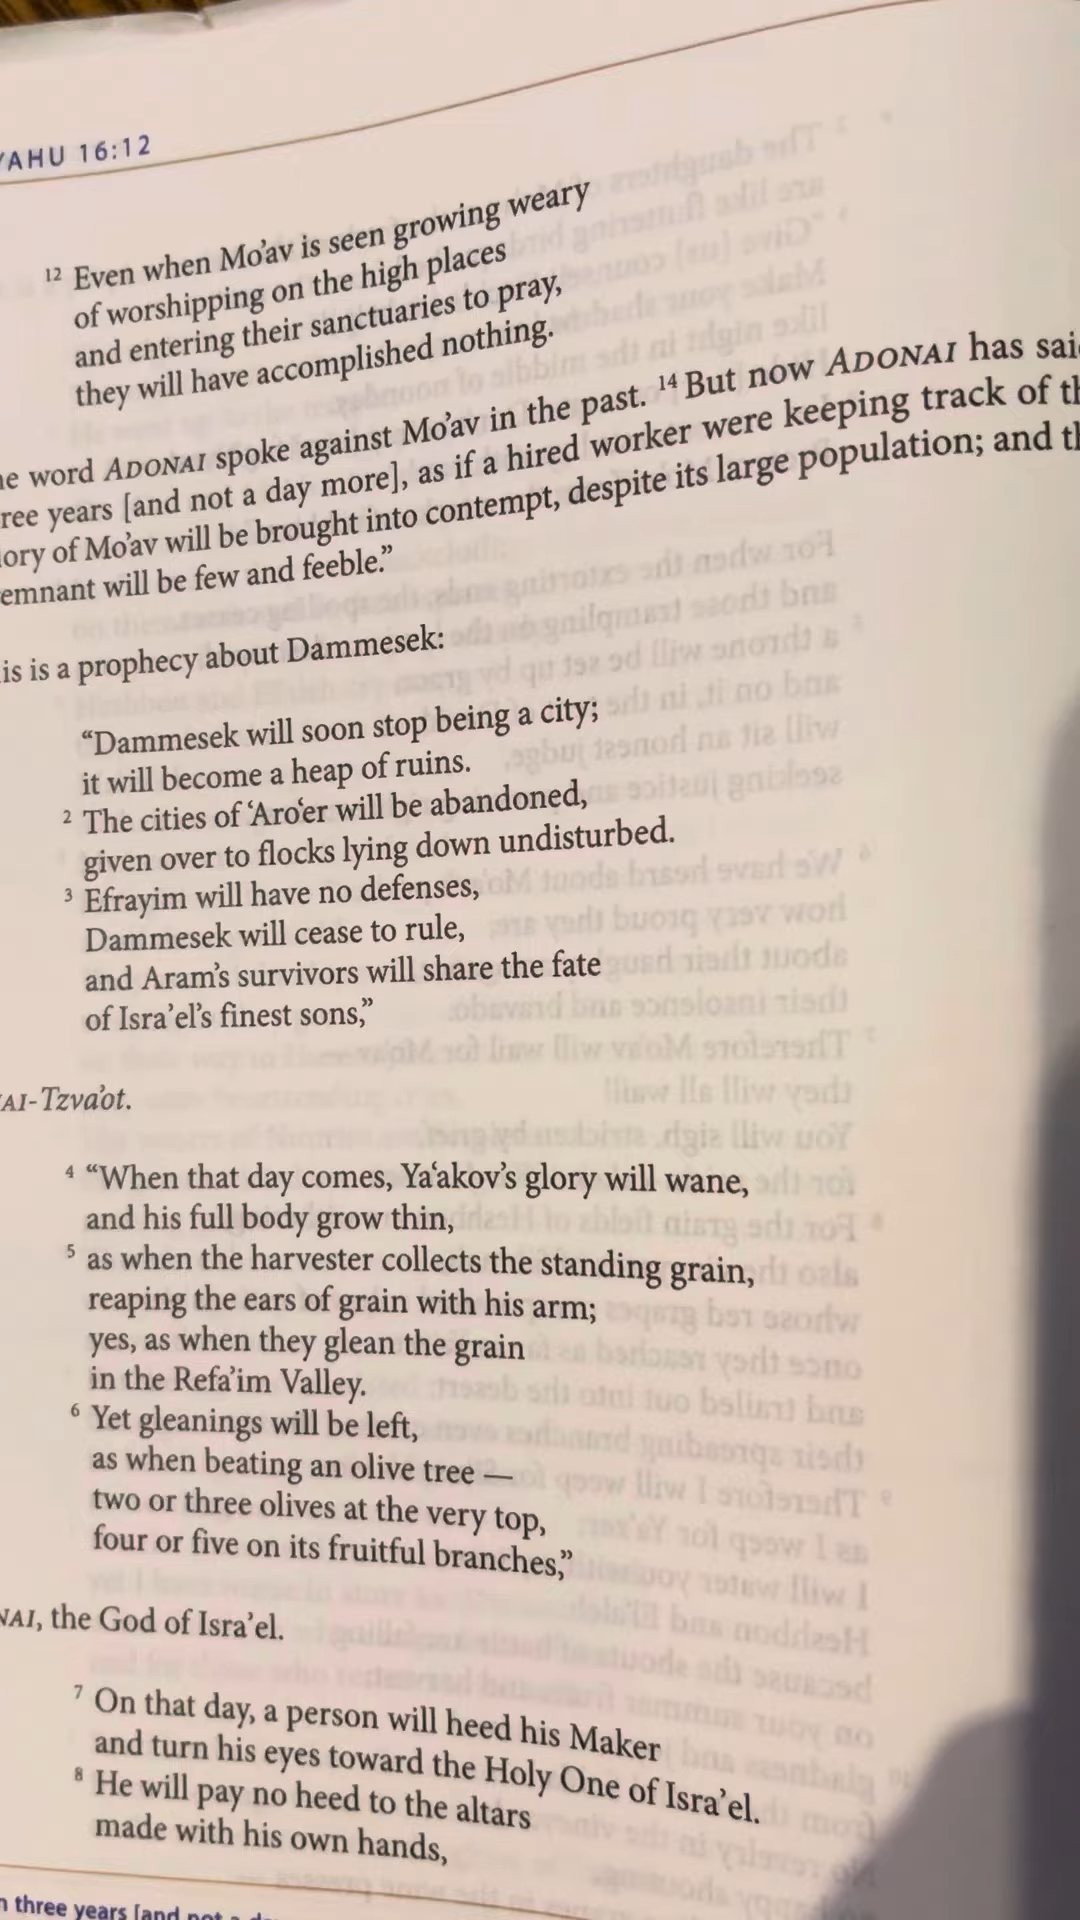 YAHU 16:12
12 Even when Mo’av is seen growing weary
of worshipping on the high places
and entering their sanctuaries to pray,
they will have accomplished nothing.
word ADONAI spoke against Mo’av in the past. 14 But now ADONAI has
years [and not a day more], as if a hired worker were keeping track of
of Mo’av will be brought into contempt, despite its large population; and
will be few and feeble.”
is a prophecy about Dammesek:
“Dammesek will soon stop being a city;
it will become a heap of ruins.
2 The cities of ‘Aro‘er will be abandoned,
given over to flocks lying down undisturbed.
3 Efrayim will have no defenses,
Dammesek will cease to rule,
and Aram’s survivors will share the fate
of Isra’el’s finest sons,”
AI-Tzva’ot.
4 “When that day comes, Ya‘akov’s glory will wane,
and his full body grow thin,
5 as when the harvester collects the standing grain,
reaping the ears of grain with his arm;
yes, as when they glean the grain
in the Refa’im Valley.
6 Yet gleanings will be left,
as when beating an olive tree —
two or three olives at the very top,
four or five on its fruitful branches,”
NAI, the God of Isra’el.
7 On that day, a person will heed his Maker
and turn his eyes toward the Holy One of Isra’el.
8 He will pay no heed to the altars
made with his own hands,
three years [and not a